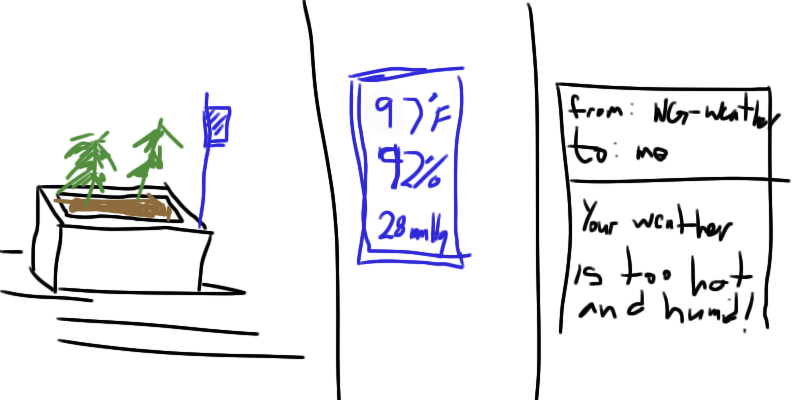 97°F
92%
28 mmHg
from: NG-weather
to: me
Your weather
is too hot
and humid!